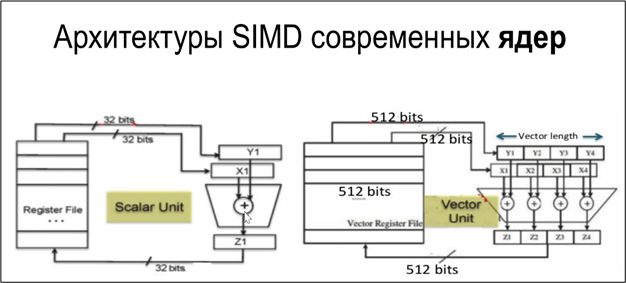 Архитектуры SIMD современных ядер
32 bits
32 bits
Y1
X1
Register File
...
Scalar Unit
+
Z1
32 bits
512 bits
512 bits
Vector length
Y1 Y2 Y3 Y4
X1 X2 X3 X4
512 bits
Vector Register File
Vector
Unit
+ + + +
Z1 Z2 Z3 Z4
512 bits